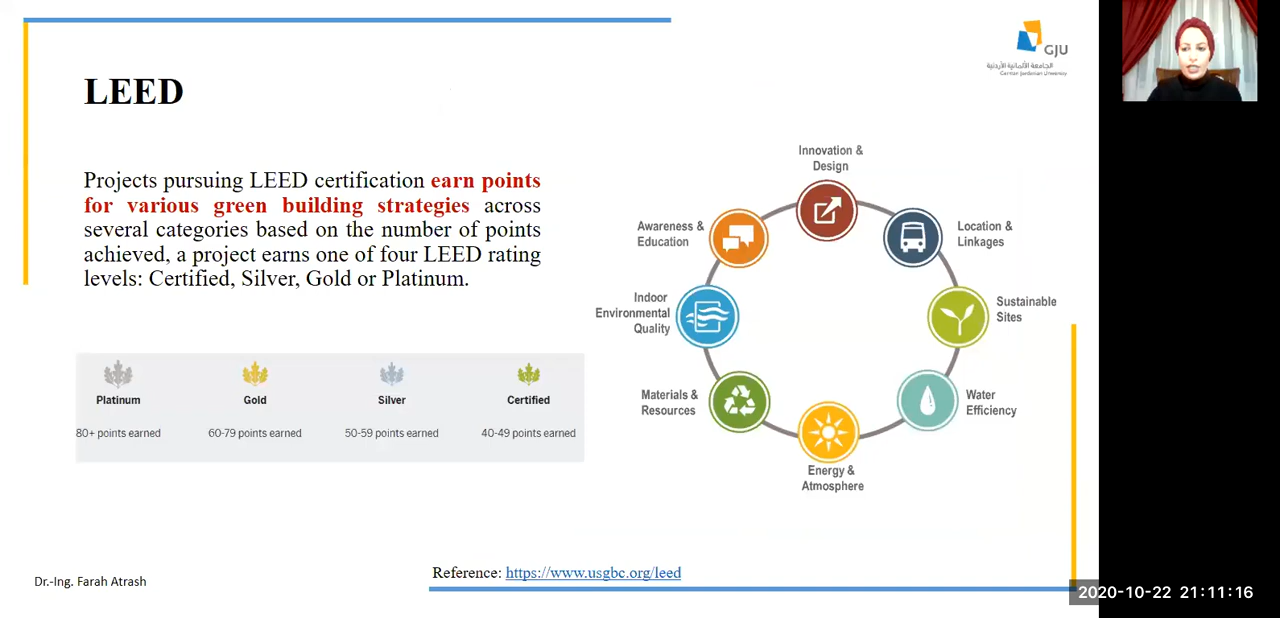 GJU
الجامعة الألمانية الأردنية
German Jordanian University
LEED
Projects pursuing LEED certification earn points
for various green building strategies across
several categories based on the number of points
achieved, a project earns one of four LEED rating
levels: Certified, Silver, Gold or Platinum.
Platinum
Gold
Silver
Certified
80+ points earned
60-79 points earned
50-59 points earned
40-49 points earned
Innovation &
Design
Location &
Linkages
Sustainable
Sites
Water
Efficiency
Energy &
Atmosphere
Materials &
Resources
Indoor
Environmental
Quality
Awareness &
Education
Dr.-Ing. Farah Atrash
Reference: https://www.usgbc.org/leed
2020-10-22 21:11:16